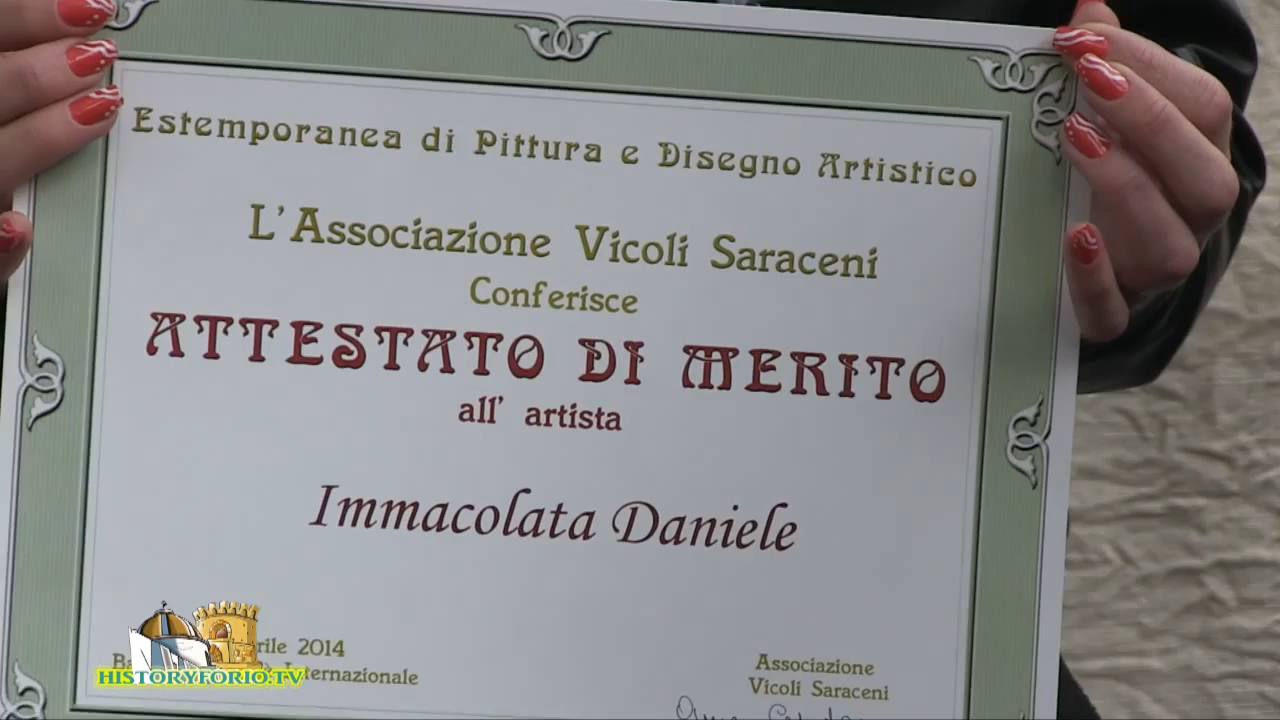 Estemporanea di Pittura e Disegno Artistico
L'Associazione Vicoli Saraceni
Conferisce
ATTESTATO DI MERITO
all' artista
Immacolata Daniele
2014
Internazionale
HISTORYFORIO.TV
Associazione
Vicoli Saraceni